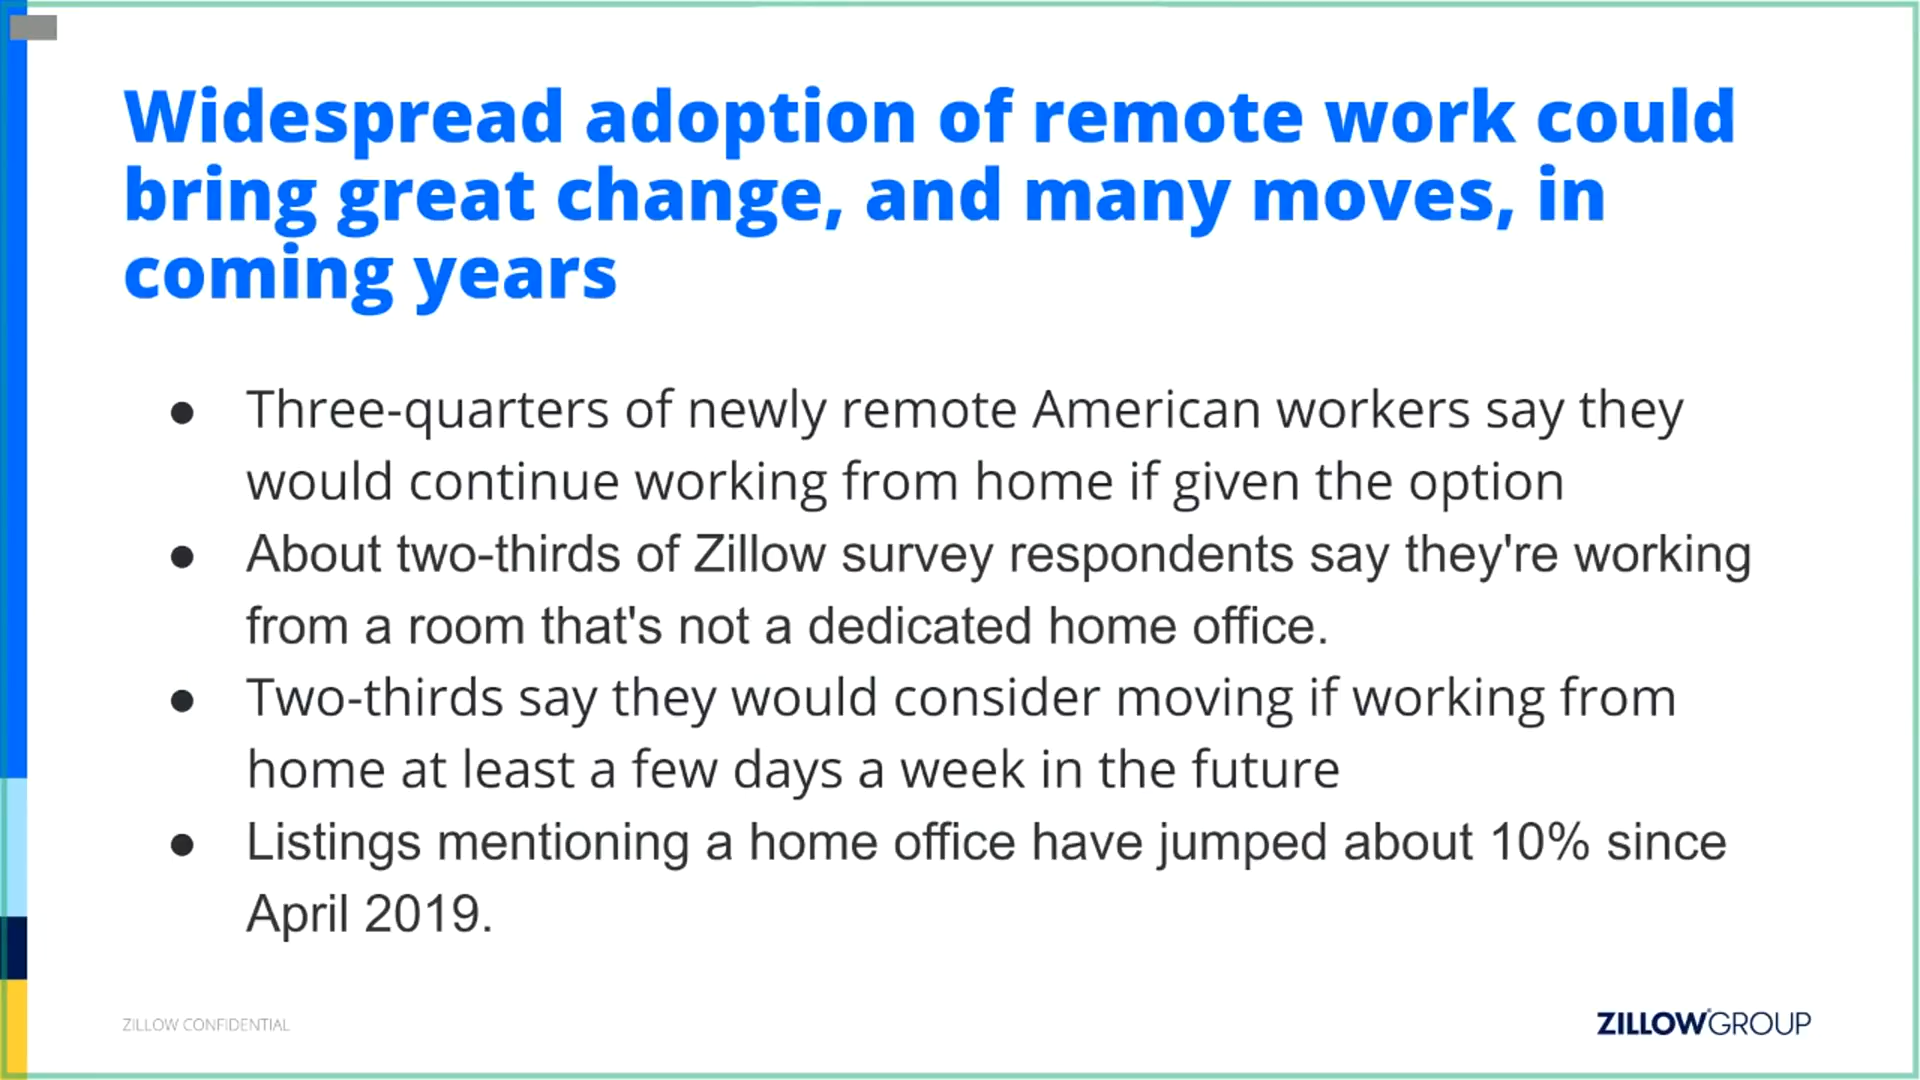 Widespread adoption of remote work could
bring great change, and many moves, in
coming years
● Three-quarters of newly remote American workers say they
would continue working from home if given the option
● About two-thirds of Zillow survey respondents say they're working
from a room that's not a dedicated home office.
● Two-thirds say they would consider moving if working from
home at least a few days a week in the future
● Listings mentioning a home office have jumped about 10% since
April 2019.
ZILLOW CONFIDENTIAL
ZILLOW GROUP